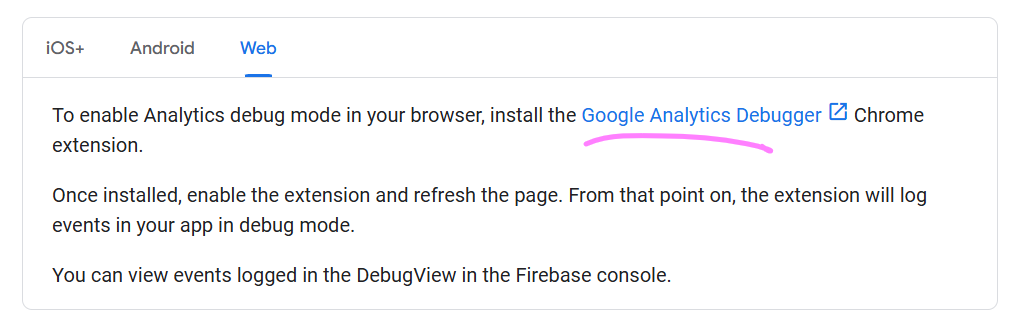 iOS+ Android Web
To enable Analytics debug mode in your browser, install the Google Analytics Debugger Chrome
extension.
Once installed, enable the extension and refresh the page. From that point on, the extension will log
events in your app in debug mode.
You can view events logged in the DebugView in the Firebase console.